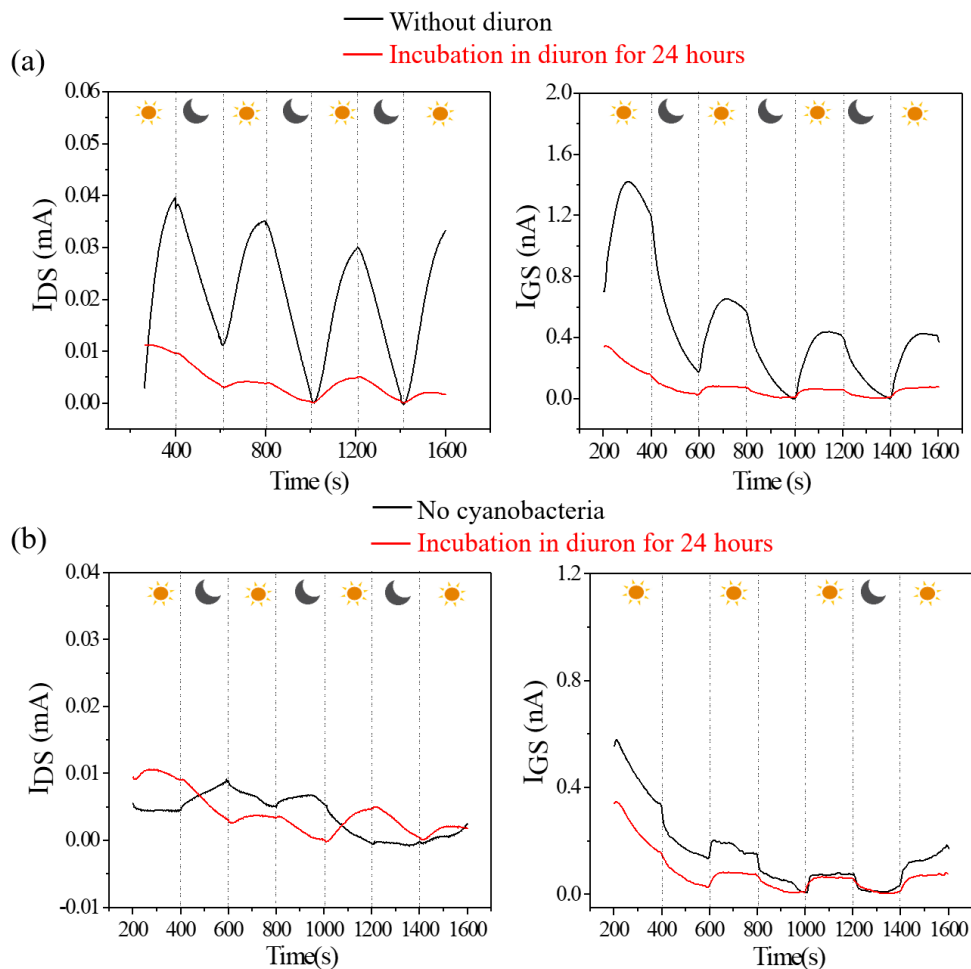 Without diuron
(a)
Incubation in diuron for 24 hours
0.06
0.05
0.04
0.03
0.02
0.01
0.00
IDS (mA)
400 800 1200 1600
Time (s)
2.0
1.6
1.2
0.8
0.4
0.0
IGS (nA)
200 400 600 800 1000 1200 1400 1600
Time (s)
No cyanobacteria
(b)
Incubation in diuron for 24 hours
0.04
0.03
0.02
0.01
0.00
-0.01
IDS (mA)
200 400 600 800 1000 1200 1400 1600
Time(s)
1.2
0.8
0.4
0.0
IGS (nA)
200 400 600 800 1000 1200 1400 1600
Time(s)